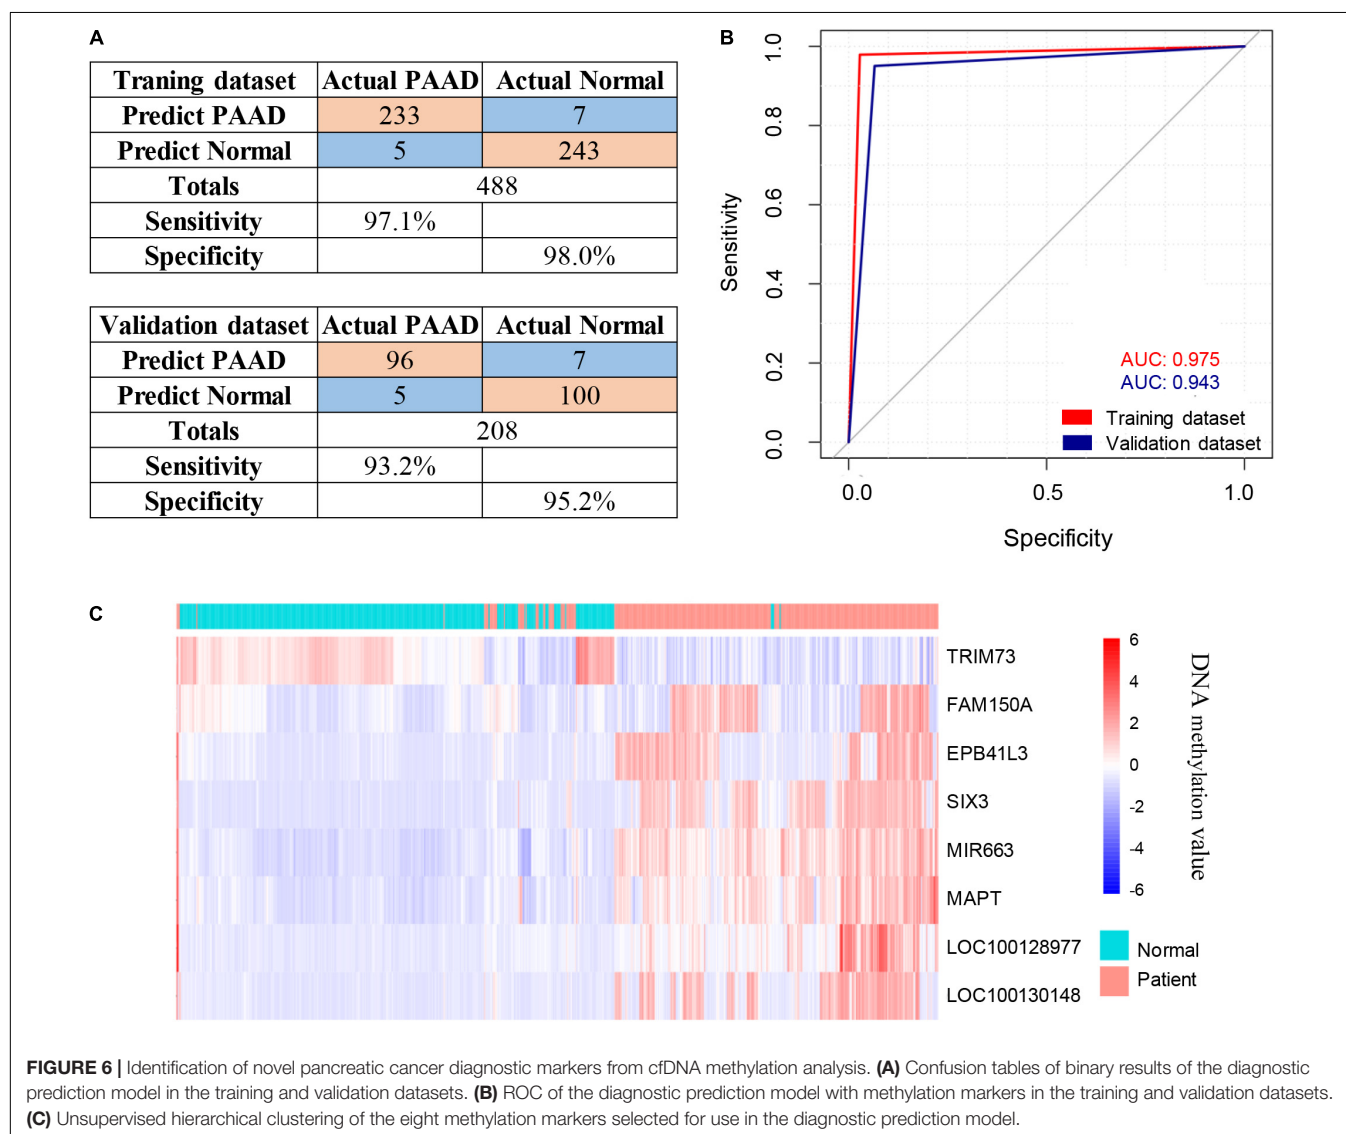 A
Traning dataset Actual PAAD Actual Normal
Predict PAAD 233 7
Predict Normal 5 243
Totals 488
Sensitivity 97.1%
Specificity 98.0%
Validation dataset Actual PAAD Actual Normal
Predict PAAD 96 7
Predict Normal 5 100
Totals 208
Sensitivity 93.2%
Specificity 95.2%
B
Sensitivity
1.0
0.8
0.6
0.4
0.2
0.0
AUC: 0.975
AUC: 0.943
Training dataset
Validation dataset
0.0 0.5 1.0
Specificity
C
TRIM73
FAM150A
EPB41L3
SIX3
MIR663
MAPT
LOC100128977
LOC100130148
6
4
2
0
-2
-4
-6
DNA methylation value
Normal
Patient
FIGURE 6 | Identification of novel pancreatic cancer diagnostic markers from cfDNA methylation analysis. (A) Confusion tables of binary results of the diagnostic
prediction model in the training and validation datasets. (B) ROC of the diagnostic prediction model with methylation markers in the training and validation datasets.
(C) Unsupervised hierarchical clustering of the eight methylation markers selected for use in the diagnostic prediction model.